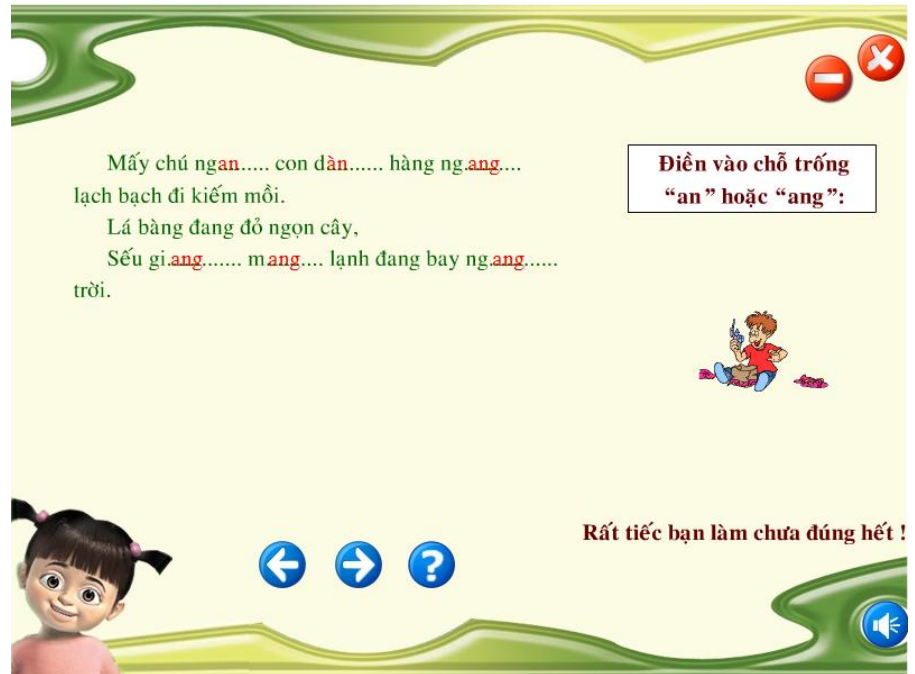 Mấy chú ngan..... con dàn...... hàng ng.ang....
lạch bạch đi kiếm mồi.
Lá bàng đang đỏ ngọn cây,
Sếu gi.ang....... m.ang.... lạnh đang bay ng.ang......
trời.
Điền vào chỗ trống
“an” hoặc “ang”:
Rất tiếc bạn làm chưa đúng hết !
?